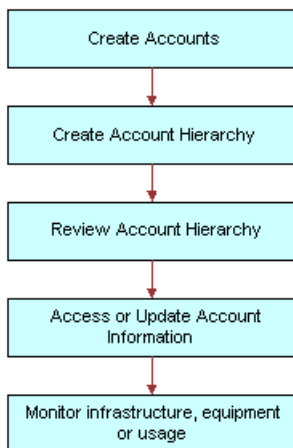 Create Accounts
Create Account Hierarchy
Review Account Hierarchy
Access or Update Account
Information
Monitor infrastructure, equipment
or usage